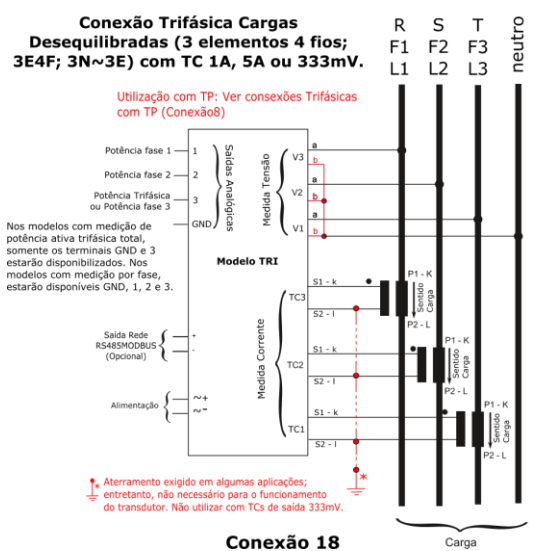 Conexão Trifásica Cargas
Desequilibradas (3 elementos 4 fios;
3E4F; 3N~3E) com TC 1A, 5A ou 333mV.
R S T
F1 F2 F3
L1 L2 L3
neutro
Utilização com TP: Ver consexões Trifásicas
com TP (Conexão8)
Potência fase 1
1
Potência fase 2
2
Potência Trifásica
ou Potência fase 3
3
GND
Saídas Analógicas
Medida Tensão
V3
a
b
V2
a
b
V1
a
b
Nos modelos com medição de
potência ativa trifásica total,
somente os terminais GND e 3
estarão disponibilizados. Nos
modelos com medição por fase,
estarão disponíveis GND, 1, 2 e 3.
Modelo TRI
Medida Corrente
TC3
S1 - k
S2 - l
P1 - K
Sentido
Carga
P2 - L
Saída Rede
RS485MODBUS
(Opcional)
+
-
TC2
S1 - k
S2 - l
P1 - K
Sentido
Carga
P2 - L
Alimentação
~+
~-
TC1
S1 - k
S2 - l
P1 - K
Sentido
Carga
P2 - L
*
* Aterramento exigido em algumas aplicações;
entretanto, não necessário para o funcionamento
do transdutor. Não utilizar com TCs de saída 333mV.
Conexão 18
Carga